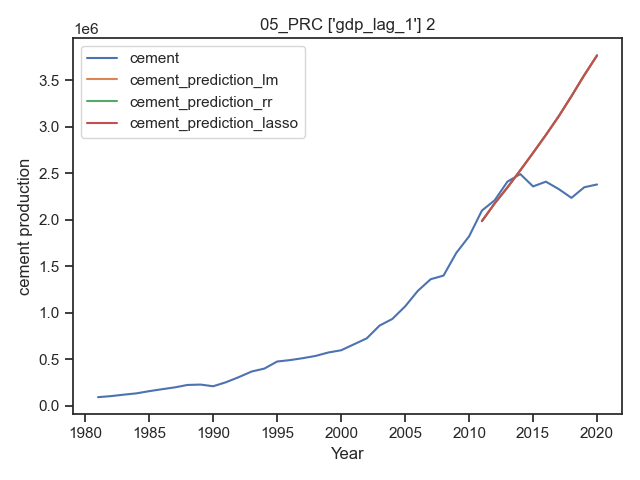 05_PRC ['gdp_lag_1'] 2
1e6
cement
cement_prediction_lm
cement_prediction_rr
cement_prediction_lasso
3.5
3.0
2.5
2.0
1.5
1.0
0.5
0.0
cement production
1980 1985 1990 1995 2000 2005 2010 2015 2020
Year